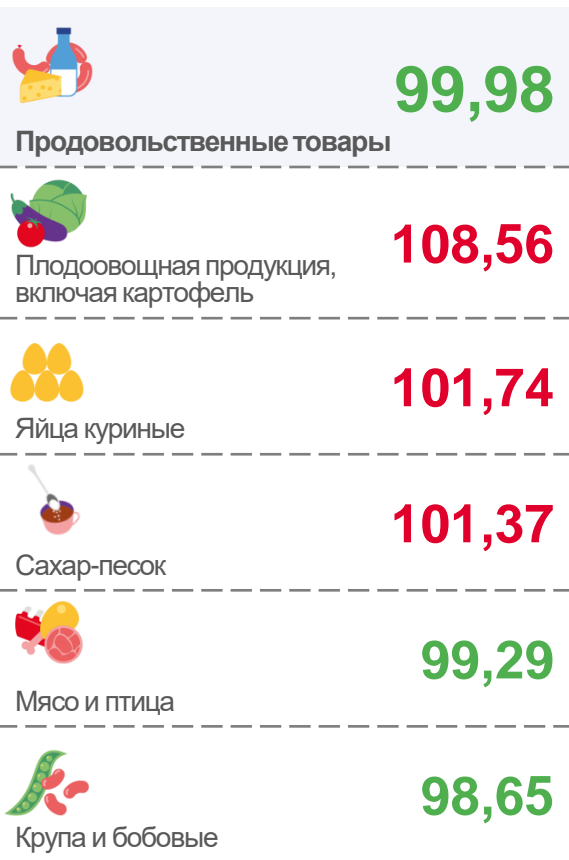 99,98
Продовольственные товары
108,56
Плодоовощная продукция,
включая картофель
101,74
Яйца куриные
101,37
Сахар-песок
99,29
Мясо и птица
98,65
Крупа и бобовые